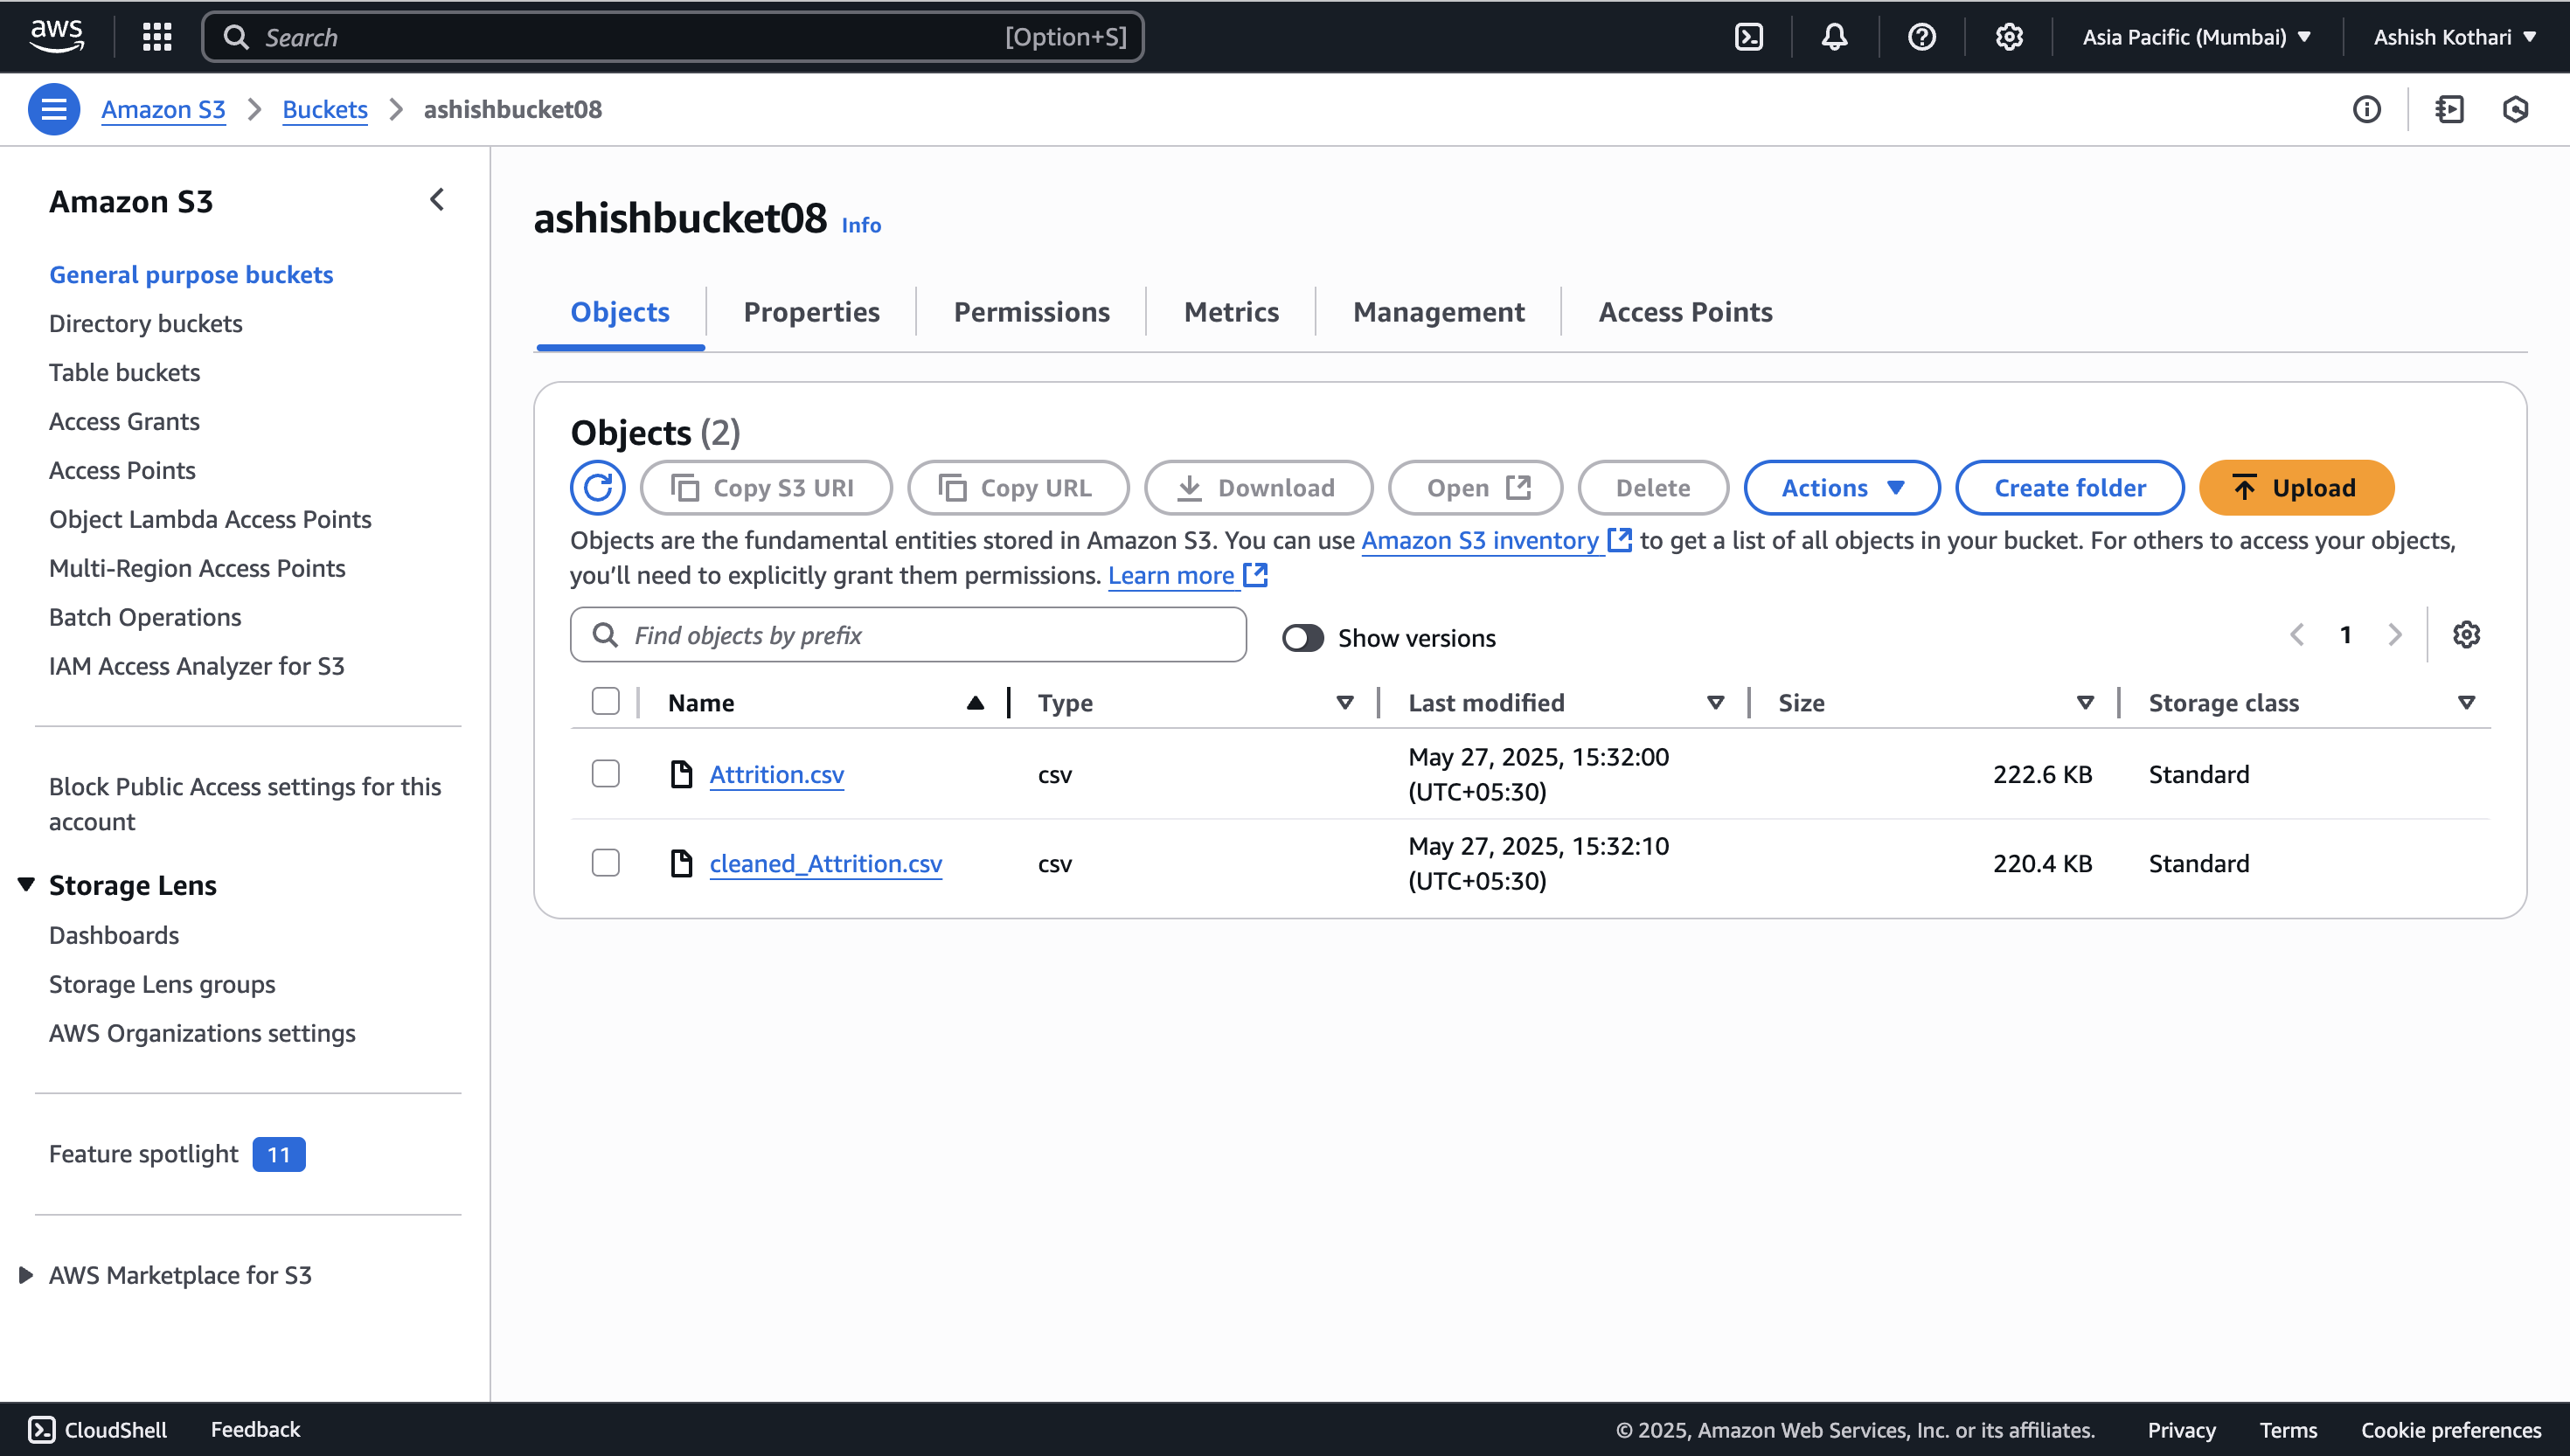 aws
Search
[Option+S]
Asia Pacific (Mumbai)
Ashish Kothari
Amazon S3
Buckets
ashishbucket08
Amazon S3
General purpose buckets
Directory buckets
Table buckets
Access Grants
Access Points
Object Lambda Access Points
Multi-Region Access Points
Batch Operations
IAM Access Analyzer for S3
Block Public Access settings for this
account
Storage Lens
Dashboards
Storage Lens groups
AWS Organizations settings
Feature spotlight 11
AWS Marketplace for S3
ashishbucket08 Info
Objects
Properties
Permissions
Metrics
Management
Access Points
Objects (2)
Copy S3 URI
Copy URL
Download
Open
Delete
Actions
Create folder
Upload
Objects are the fundamental entities stored in Amazon S3. You can use Amazon S3 inventory to get a list of all objects in your bucket. For others to access your objects,
you’ll need to explicitly grant them permissions. Learn more
Find objects by prefix
Show versions
1
Name Type Last modified Size Storage class
Attrition.csv csv May 27, 2025, 15:32:00 222.6 KB Standard
(UTC+05:30)
cleaned_Attrition.csv csv May 27, 2025, 15:32:10 220.4 KB Standard
(UTC+05:30)
CloudShell
Feedback
© 2025, Amazon Web Services, Inc. or its affiliates.
Privacy
Terms
Cookie preferences